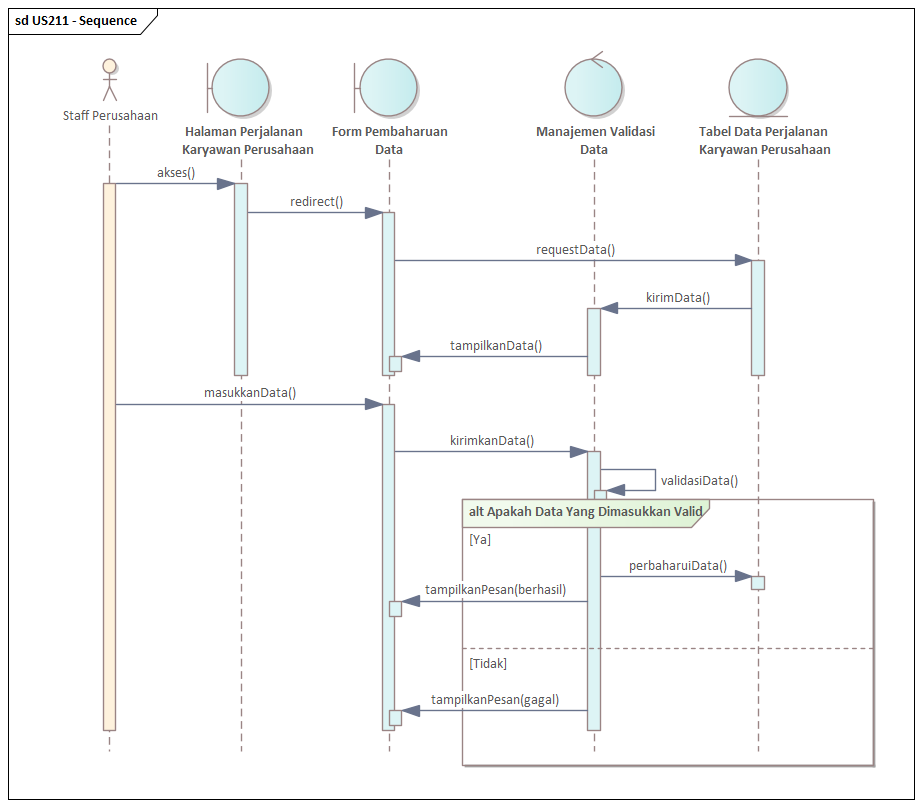 sd US211 - Sequence
Staff Perusahaan
Halaman Perjalanan
Karyawan Perusahaan
Form Pembaharuan
Data
Manajemen Validasi
Data
Tabel Data Perjalanan
Karyawan Perusahaan
akses()
redirect()
requestData()
kirimData()
tampilkanData()
masukkanData()
kirimkanData()
validasiData()
alt Apakah Data Yang Dimasukkan Valid
[Ya]
perbaharuiData()
tampilkanPesan(berhasil)
[Tidak]
tampilkanPesan(gagal)